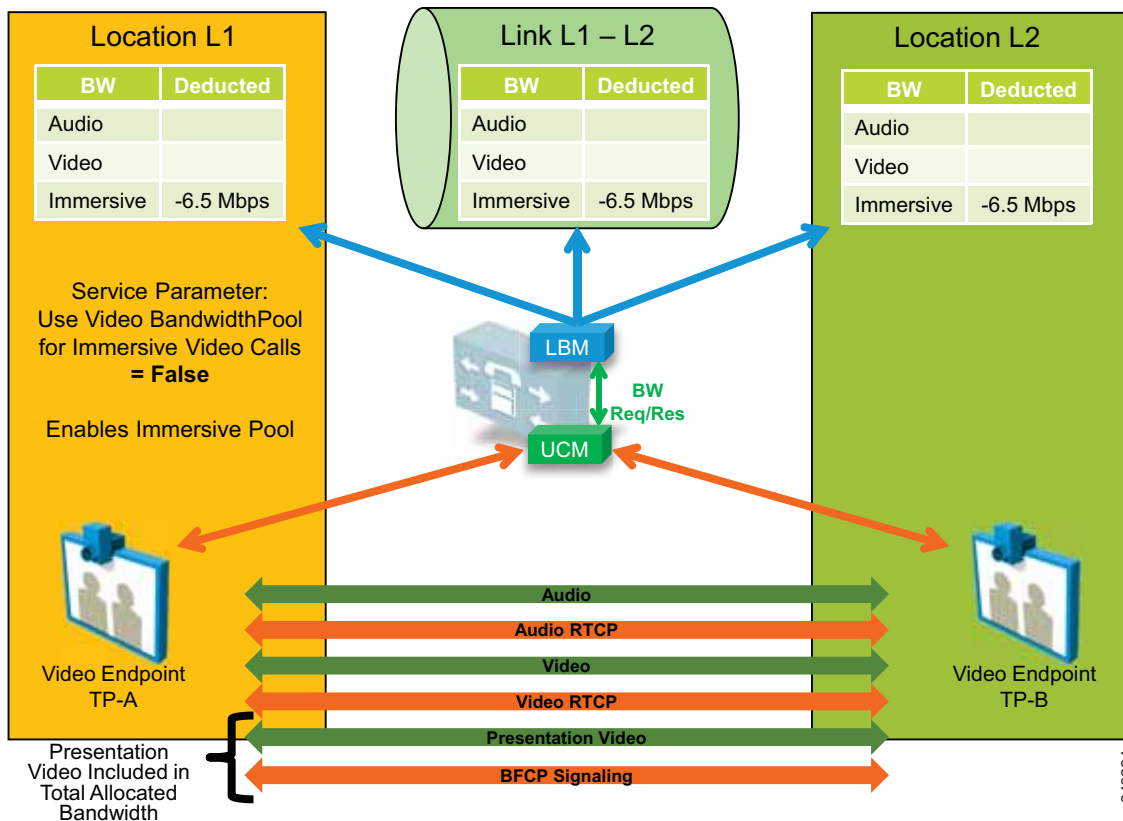 Location L1
BW Deducted
Audio
Video
Immersive -6.5 Mbps
Link L1 – L2
BW Deducted
Audio
Video
Immersive -6.5 Mbps
Location L2
BW Deducted
Audio
Video
Immersive -6.5 Mbps
Service Parameter:
Use Video BandwidthPool
for Immersive Video Calls
= False
Enables Immersive Pool
LBM
BW
Req/Res
UCM
Video Endpoint
TP-A
Video Endpoint
TP-B
Audio
Audio RTCP
Video
Video RTCP
Presentation Video
BFCP Signaling
Presentation
Video Included in
Total Allocated
Bandwidth